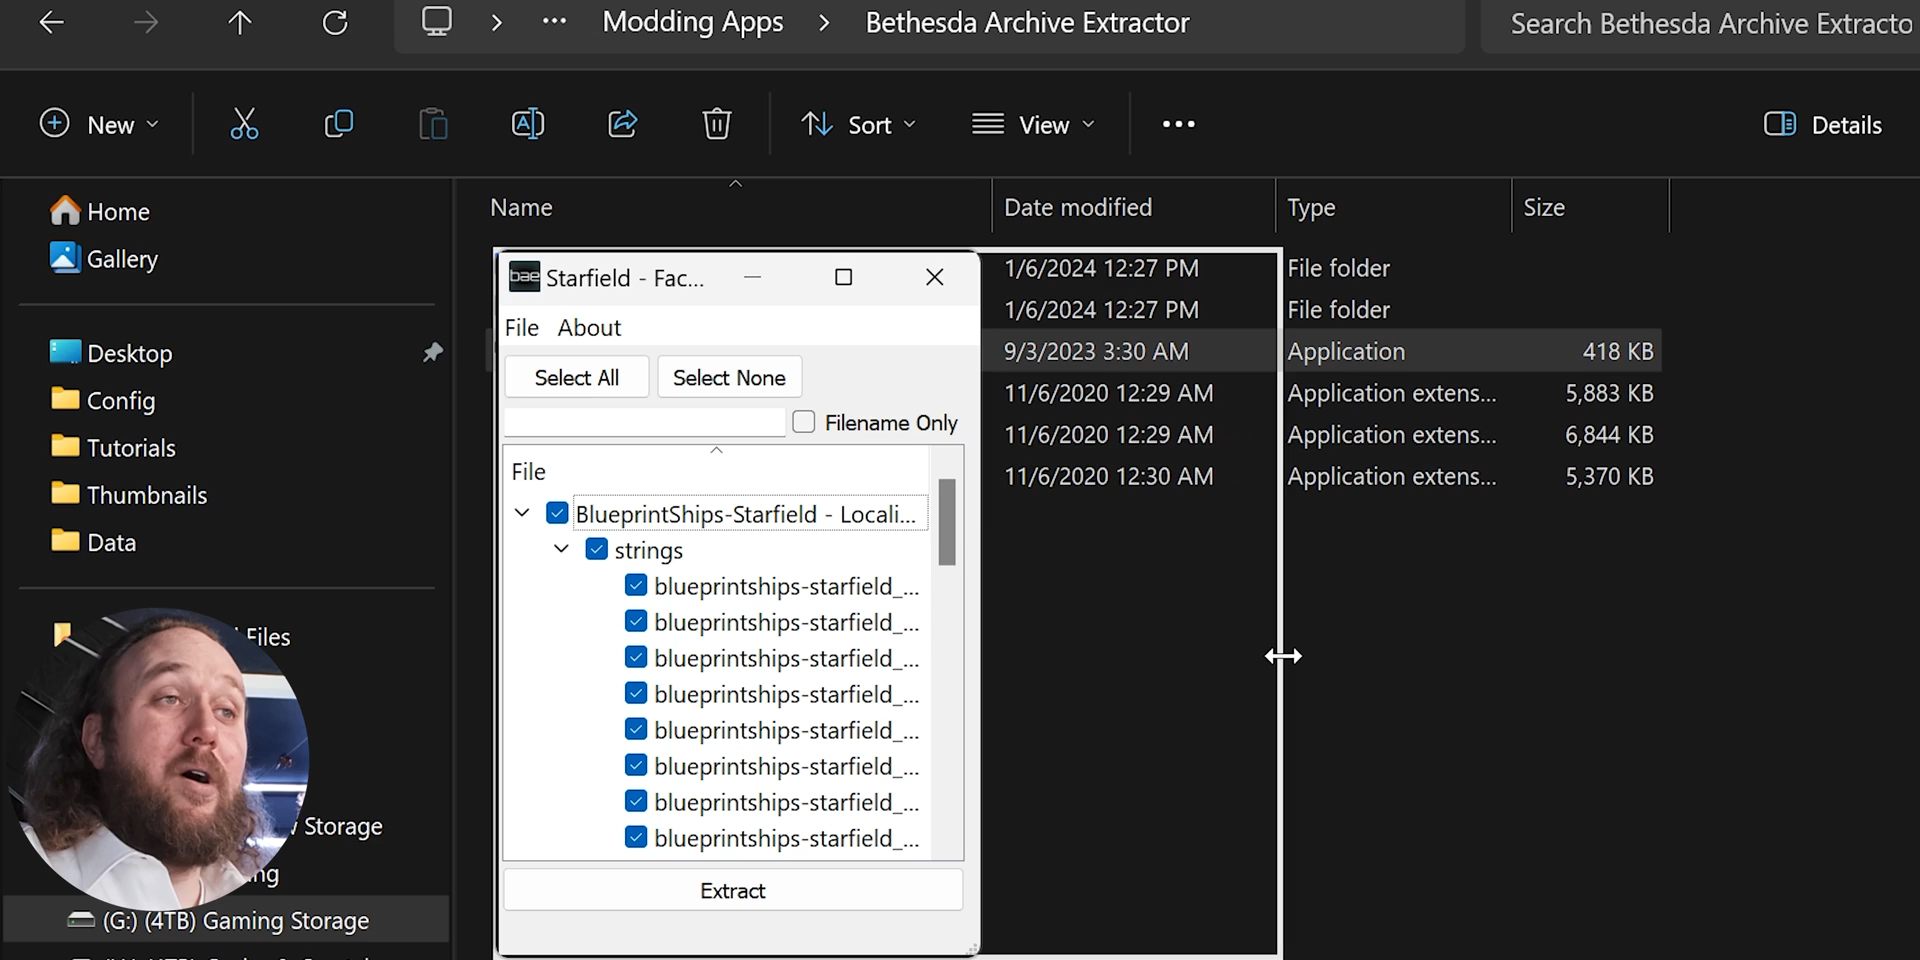 Modding Apps
Bethesda Archive Extractor
Search Bethesda Archive Extracto
New
Sort
View
Details
Name
Date modified
Type
Size
Home
Gallery
Desktop
Config
Tutorials
Thumbnails
Data
Files
Storage
ng
(G:) (4TB) Gaming Storage
bae
Starfield - Fac...
File
About
Select All
Select None
Filename Only
File
BlueprintShips-Starfield - Locali...
strings
blueprintships-starfield_...
blueprintships-starfield_...
blueprintships-starfield_...
blueprintships-starfield_...
blueprintships-starfield_...
blueprintships-starfield_...
blueprintships-starfield_...
blueprintships-starfield_...
Extract
1/6/2024 12:27 PM File folder
1/6/2024 12:27 PM File folder
9/3/2023 3:30 AM Application 418 KB
11/6/2020 12:29 AM Application extens... 5,883 KB
11/6/2020 12:29 AM Application extens... 6,844 KB
11/6/2020 12:30 AM Application extens... 5,370 KB